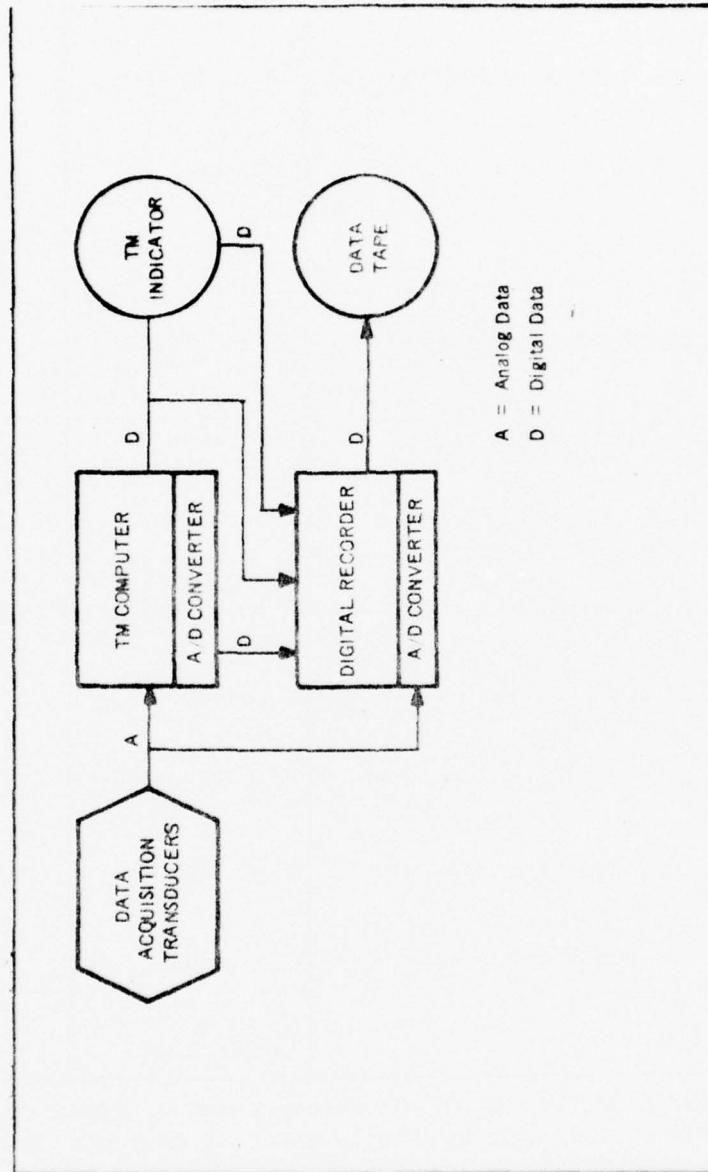 DATA
ACQUISITION
TRANSDUCERS
A
TM COMPUTER
A/D CONVERTER
D
D
TM
INDICATOR
D
DIGITAL RECORDER
A/D CONVERTER
D
DATA
TAPE
A = Analog Data
D = Digital Data